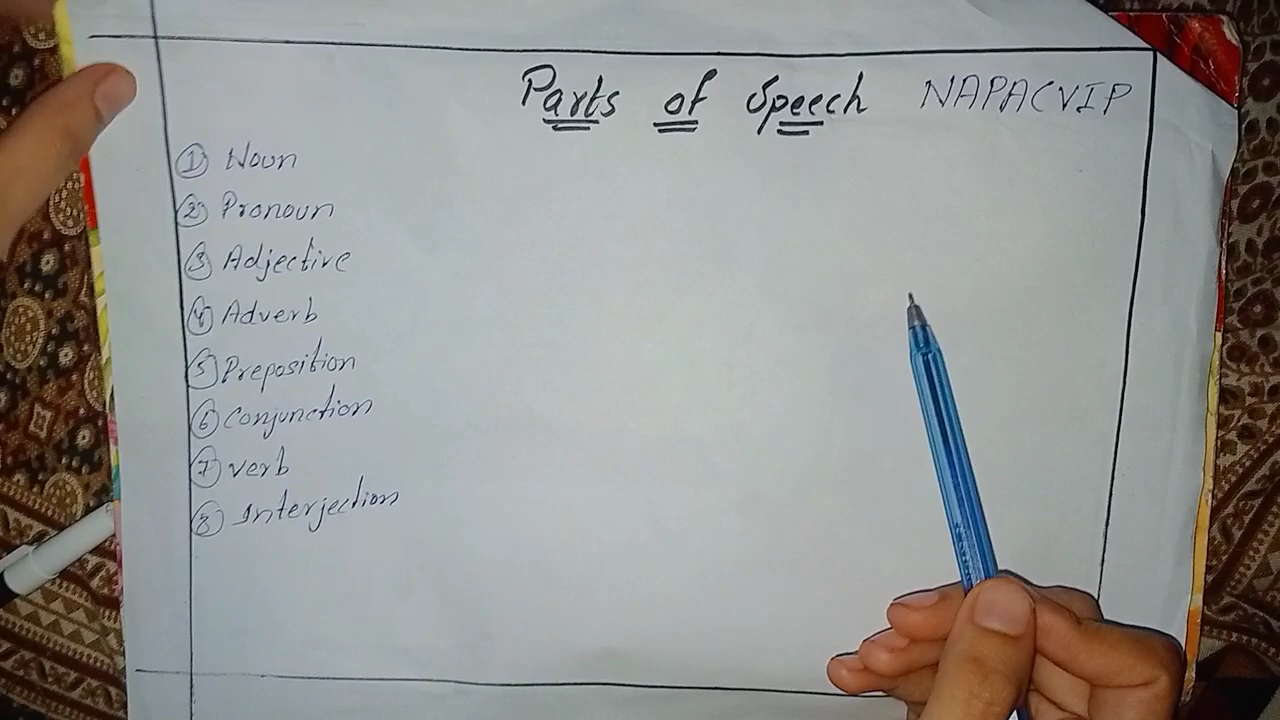 Parts of Speech NAPACVIP
① Noun
② Pronoun
③ Adjective
④ Adverb
⑤ Preposition
⑥ Conjunction
⑦ verb
⑧ Interjection